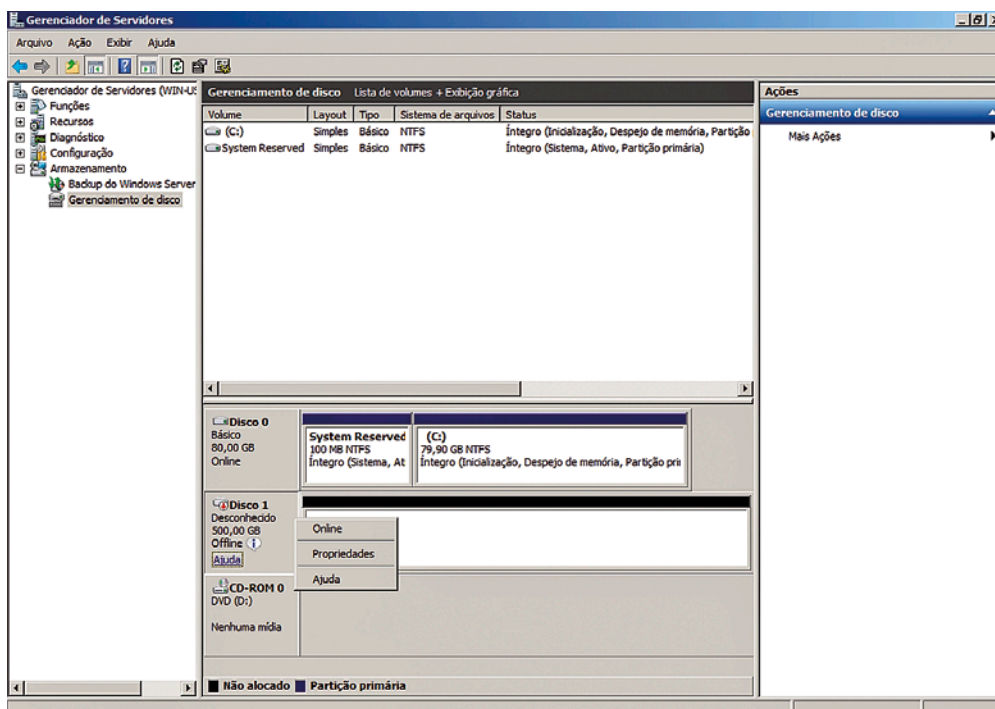 Gerenciador de Servidores
Arquivo Ação Exibir Ajuda
Gerenciador de Servidores (WIN-US
Funções
Recursos
Diagnóstico
Configuração
Armazenamento
Backup do Windows Server
Gerenciamento de disco
Gerenciamento de disco Lista de volumes + Exibição gráfica
Volume Layout Tipo Sistema de arquivos Status
(C:) Simples Básico NTFS Íntegro (Inicialização, Despejo de memória, Partição
System Reserved Simples Básico NTFS Íntegro (Sistema, Ativo, Partição primária)
Disco 0
Básico
80,00 GB
Online
System Reserved
100 MB NTFS
Íntegro (Sistema, At
(C:)
79,90 GB NTFS
Íntegro (Inicialização, Despejo de memória, Partição pri
Disco 1
Desconhecido
500,00 GB
Offline
Ajuda
Online
Propriedades
Ajuda
CD-ROM 0
DVD (D:)
Nenhuma mídia
Não alocado Partição primária
Ações
Gerenciamento de disco
Mais Ações